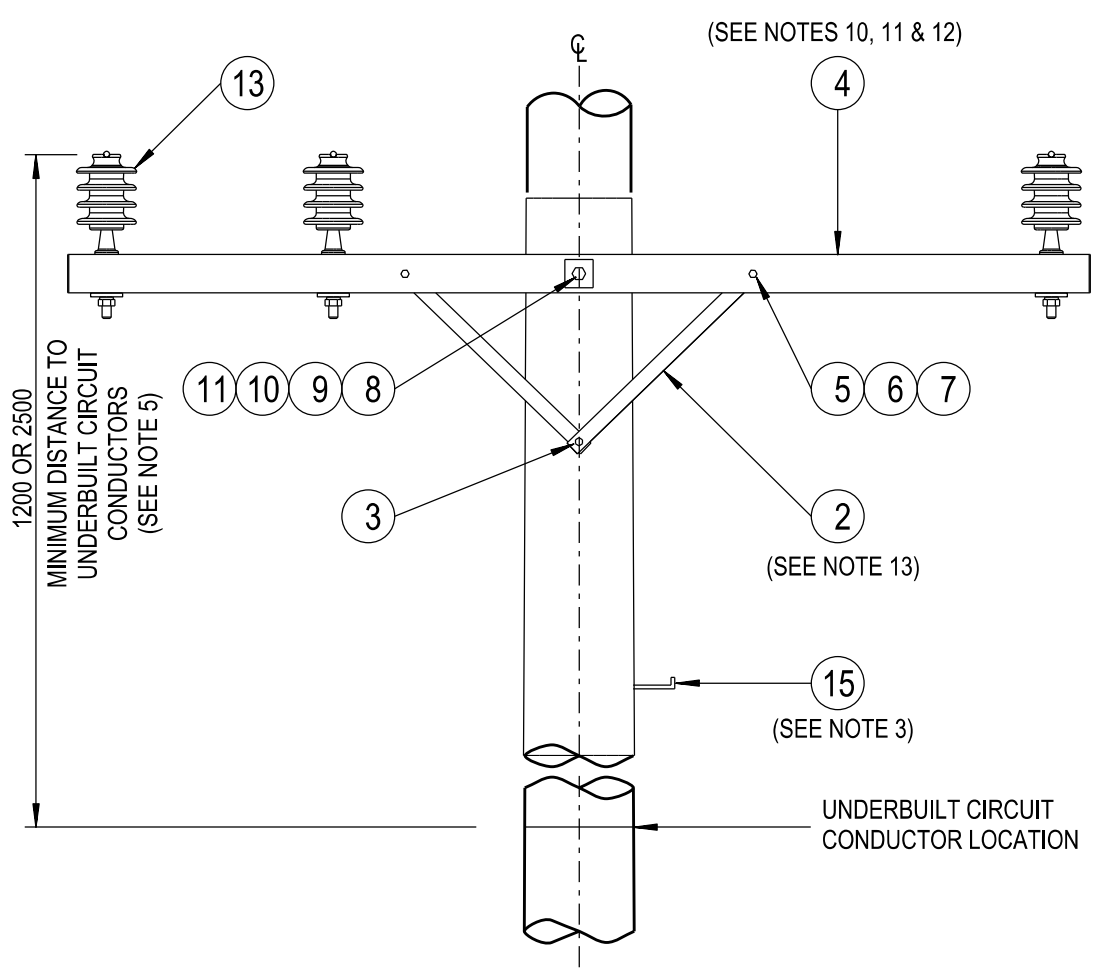 (SEE NOTES 10, 11 & 12)
℄
13
4
11 10 9 8
5 6 7
1200 OR 2500
MINIMUM DISTANCE TO
UNDERBUILT CIRCUIT
CONDUCTORS
(SEE NOTE 5)
3
2
(SEE NOTE 13)
15
(SEE NOTE 3)
UNDERBUILT CIRCUIT
CONDUCTOR LOCATION